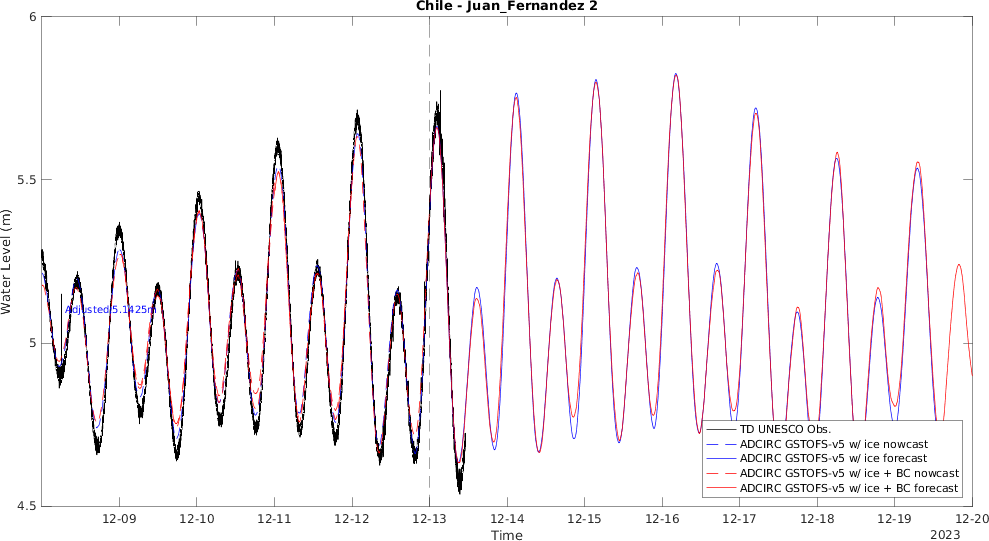 Chile - Juan_Fernandez 2
6
5.5
5
4.5
Water Level (m)
Adjusted 5.1425m
TD UNESCO Obs.
ADCIRC GSTOFS-v5 w/ ice nowcast
ADCIRC GSTOFS-v5 w/ ice forecast
ADCIRC GSTOFS-v5 w/ ice + BC nowcast
ADCIRC GSTOFS-v5 w/ ice + BC forecast
12-09 12-10 12-11 12-12 12-13 12-14 12-15 12-16 12-17 12-18 12-19 12-20
Time
2023